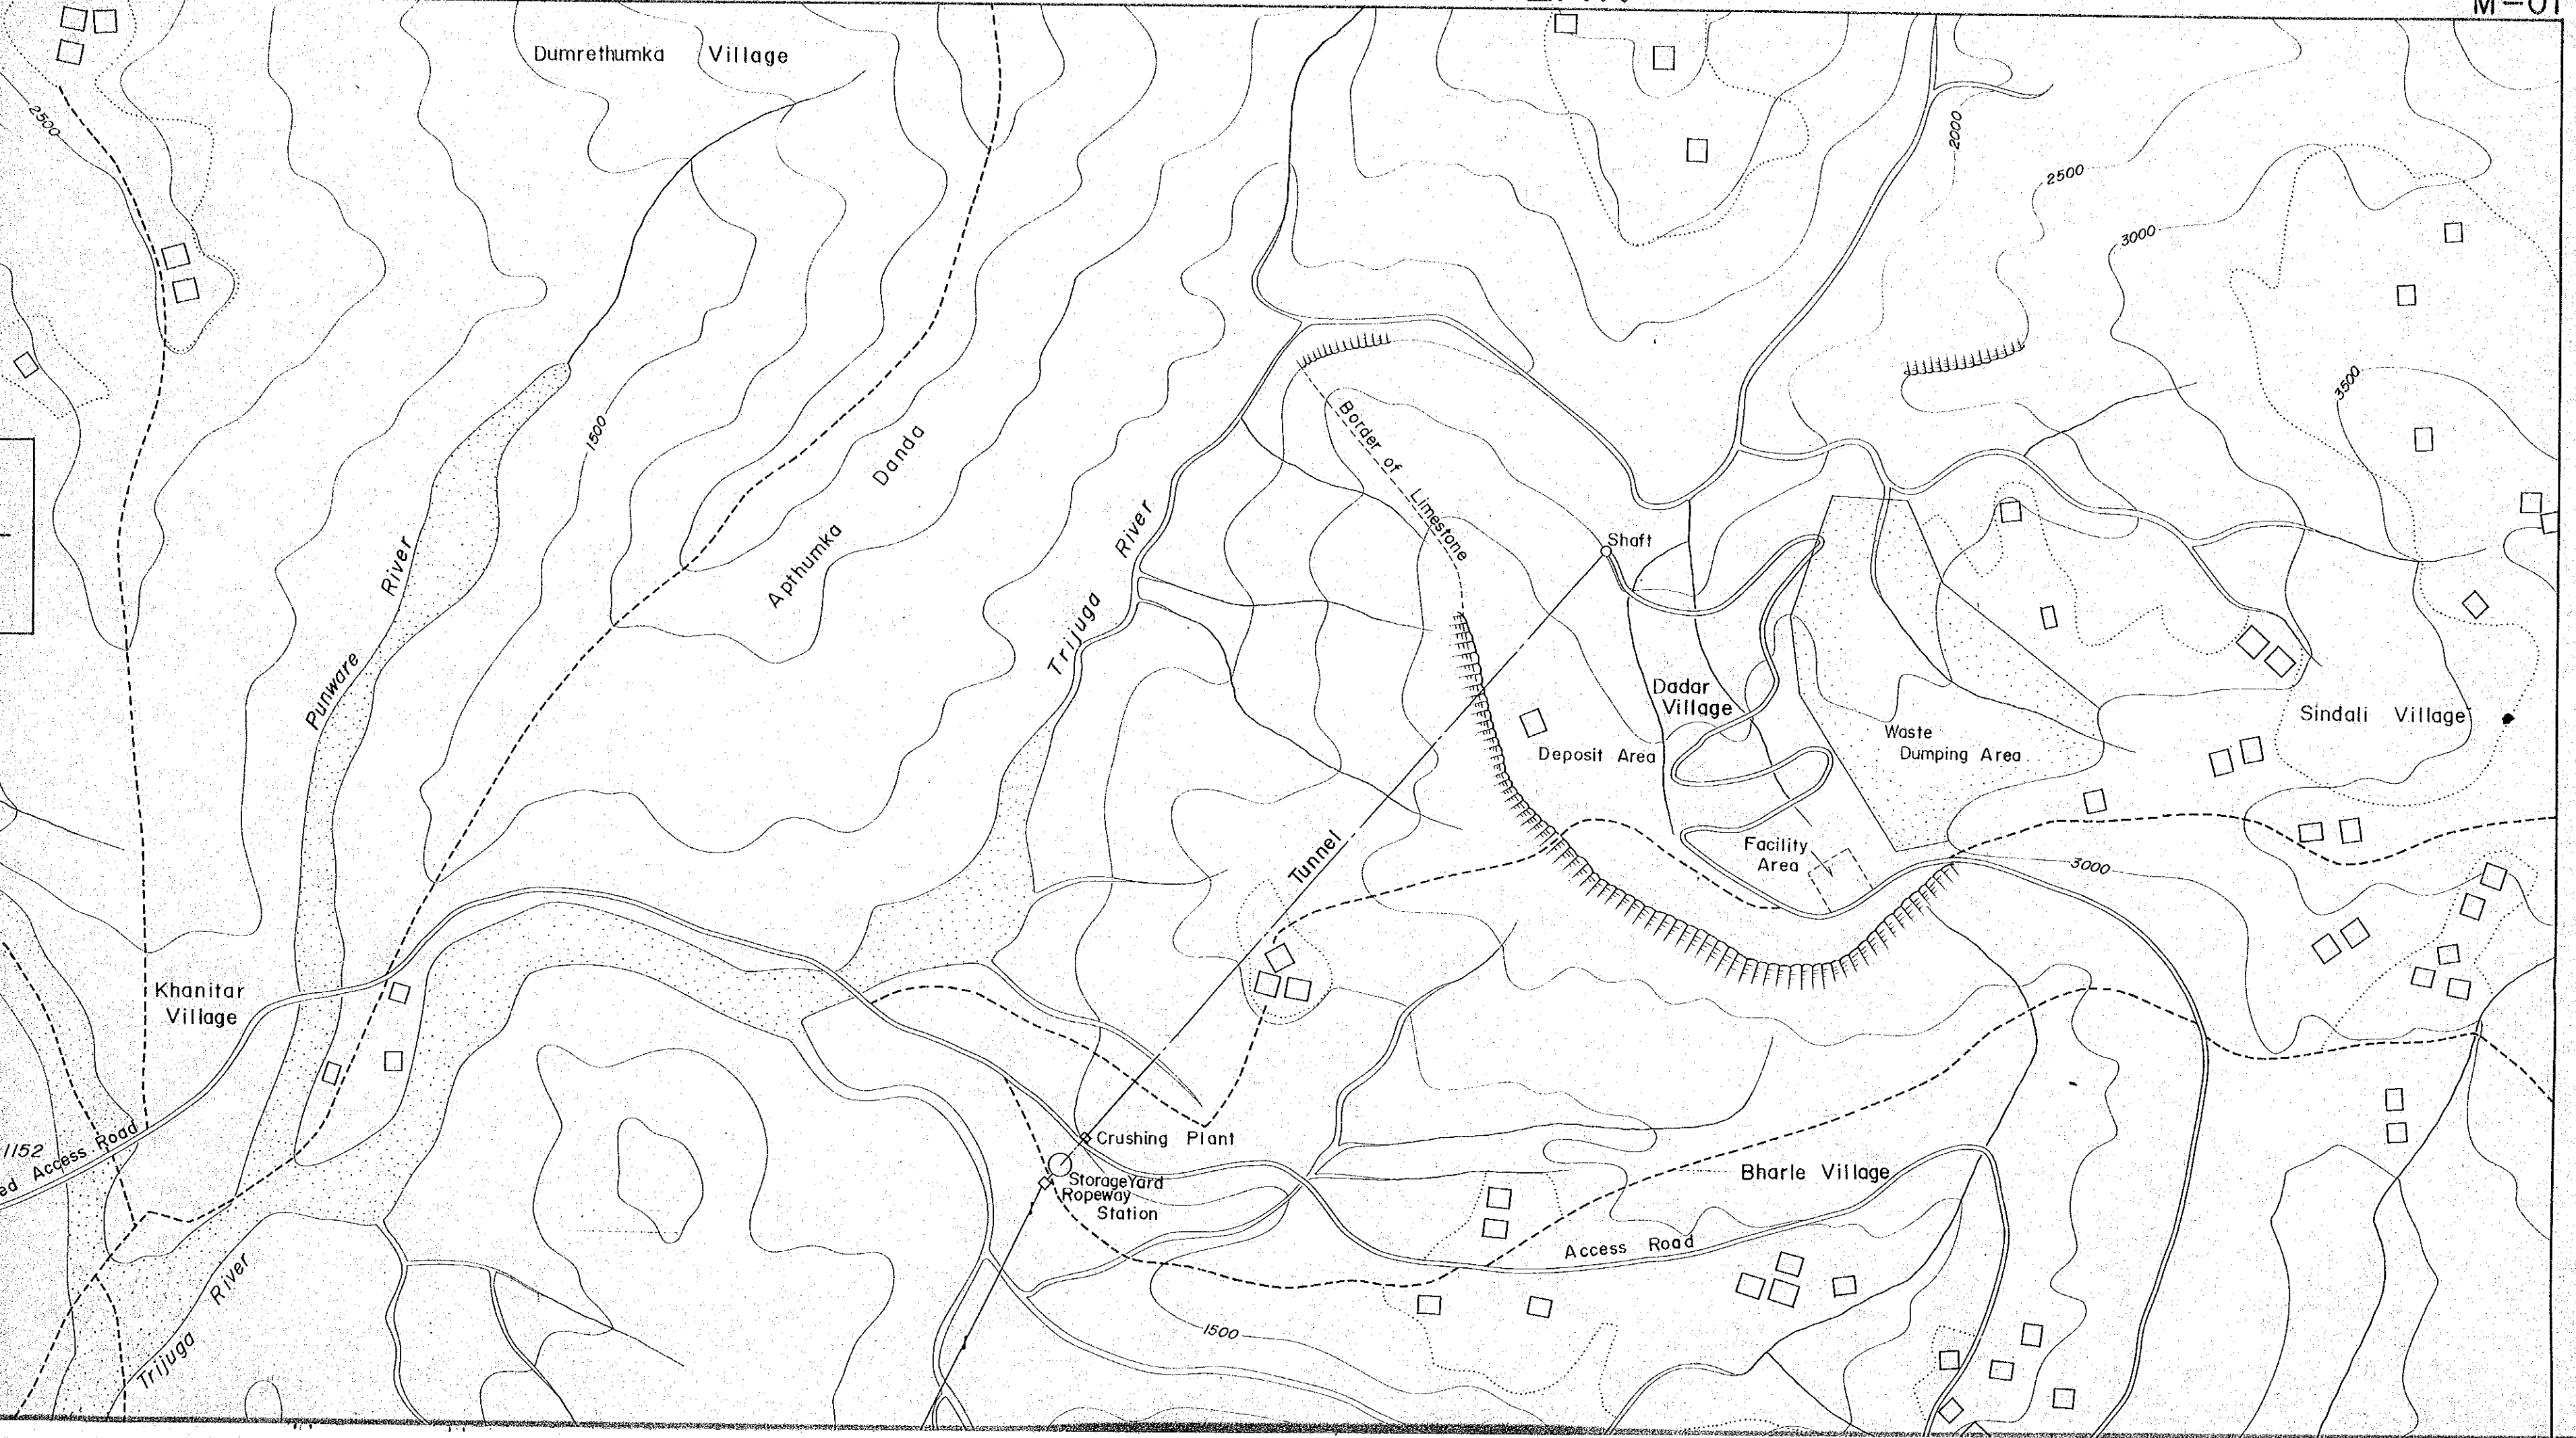 M-01
Dumrethumka Village
2500
2000
2500
3000
3500
1500
Danda
Apthumka
Border of Limestone
River
Punware
River
Trijuga
Shaft
Dadar
Village
Deposit Area
Waste
Dumping Area
Sindali Village
Tunnel
Facility
Area
3000
Khanitar
Village
1152
Access Road
Crushing Plant
Storage Yard
Ropeway
Station
Bharle Village
Access Road
1500
Trijuga River